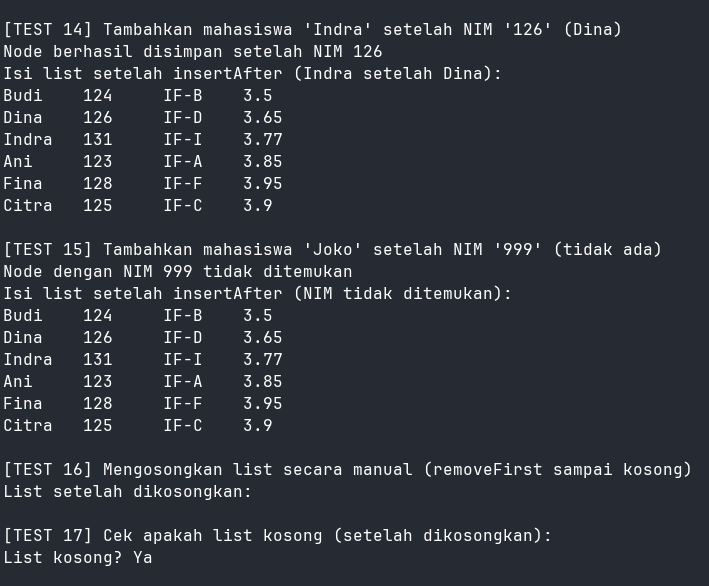 [TEST 14] Tambahkan mahasiswa 'Indra' setelah NIM '126' (Dina)
Node berhasil disimpan setelah NIM 126
Isi list setelah insertAfter (Indra setelah Dina):
Budi    124     IF-B    3.5
Dina    126     IF-D    3.65
Indra   131     IF-I    3.77
Ani     123     IF-A    3.85
Fina    128     IF-F    3.95
Citra   125     IF-C    3.9

[TEST 15] Tambahkan mahasiswa 'Joko' setelah NIM '999' (tidak ada)
Node dengan NIM 999 tidak ditemukan
Isi list setelah insertAfter (NIM tidak ditemukan):
Budi    124     IF-B    3.5
Dina    126     IF-D    3.65
Indra   131     IF-I    3.77
Ani     123     IF-A    3.85
Fina    128     IF-F    3.95
Citra   125     IF-C    3.9

[TEST 16] Mengosongkan list secara manual (removeFirst sampai kosong)
List setelah dikosongkan:

[TEST 17] Cek apakah list kosong (setelah dikosongkan):
List kosong? Ya